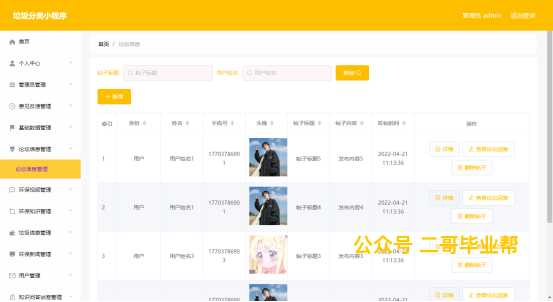 垃圾分类小程序
管理员 admin 退出登录
首页
首页 / 论坛信息
个人中心
管理员管理
意见反馈管理
基础数据管理
论坛信息管理
论坛信息管理
环保视频管理
环保知识管理
垃圾信息管理
环保新闻管理
用户管理
知识问答试卷管理
帖子标题 帖子标题 用户姓名 用户姓名 查询
+ 新增
索引 身份 姓名 手机号 头像 帖子标题 帖子内容 发帖时间 操作
1 用户 用户姓名1 17703786901 帖子标题5 发布内容5 2022-04-21 11:13:36 详情 查看论坛回复 删除帖子
2 用户 用户姓名1 17703786901 帖子标题4 发布内容4 2022-04-21 11:13:36 详情 查看论坛回复 删除帖子
3 用户 用户姓名3 17703786901 帖子标题3 2022-04-21 11:13:36 详情 删除帖子
公众号 二哥毕业帮
用户 17703786 2022-04-21 详情 查看论坛回复